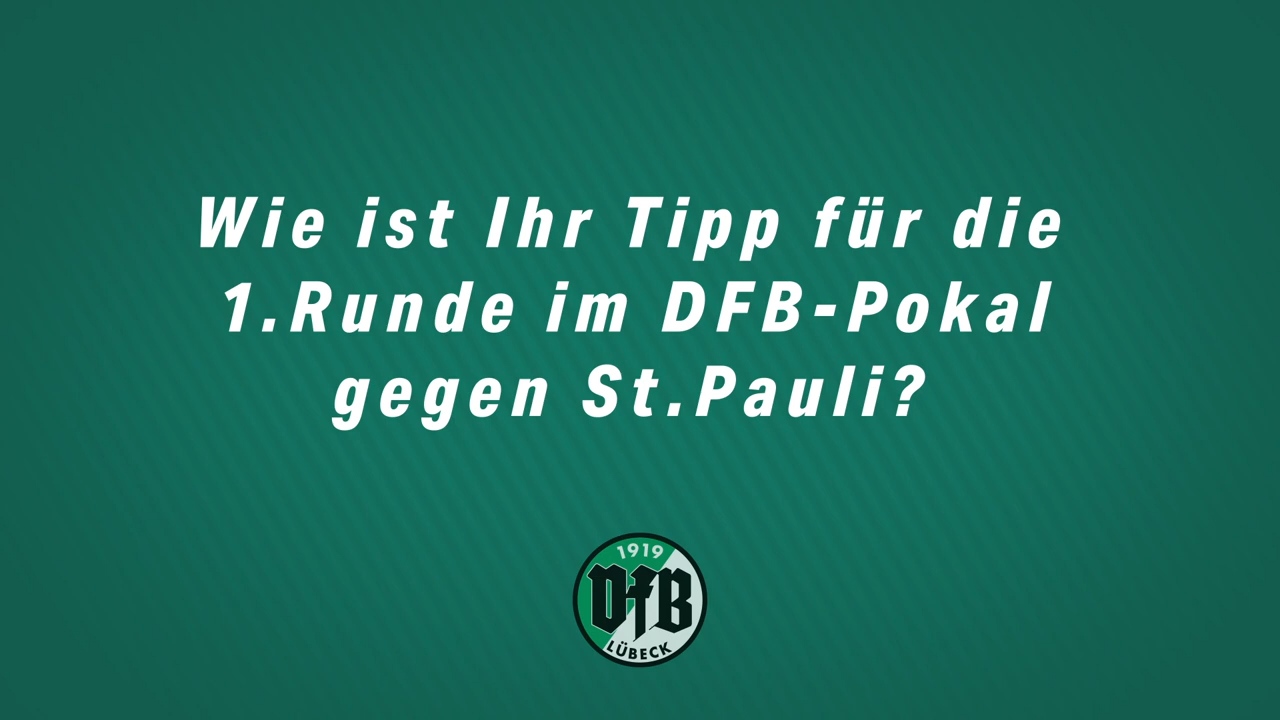 Wie ist Ihr Tipp für die
1.Runde im DFB-Pokal
gegen St.Pauli?
1919
VfB
LÜBECK